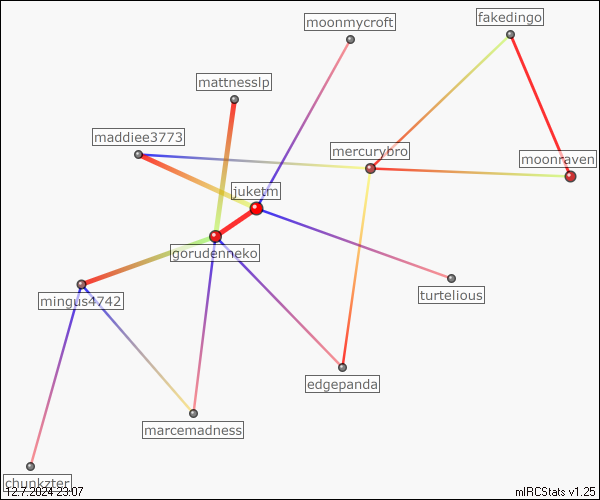 fakedingo
moonmycroft
mattnesslp
maddiee3773
mercurybro
moonraven
juketm
gorudenneko
mingus4742
turtelious
edgepanda
marcemadness
chunkzter
12.7.2024 23:07
mIRCStats v1.25